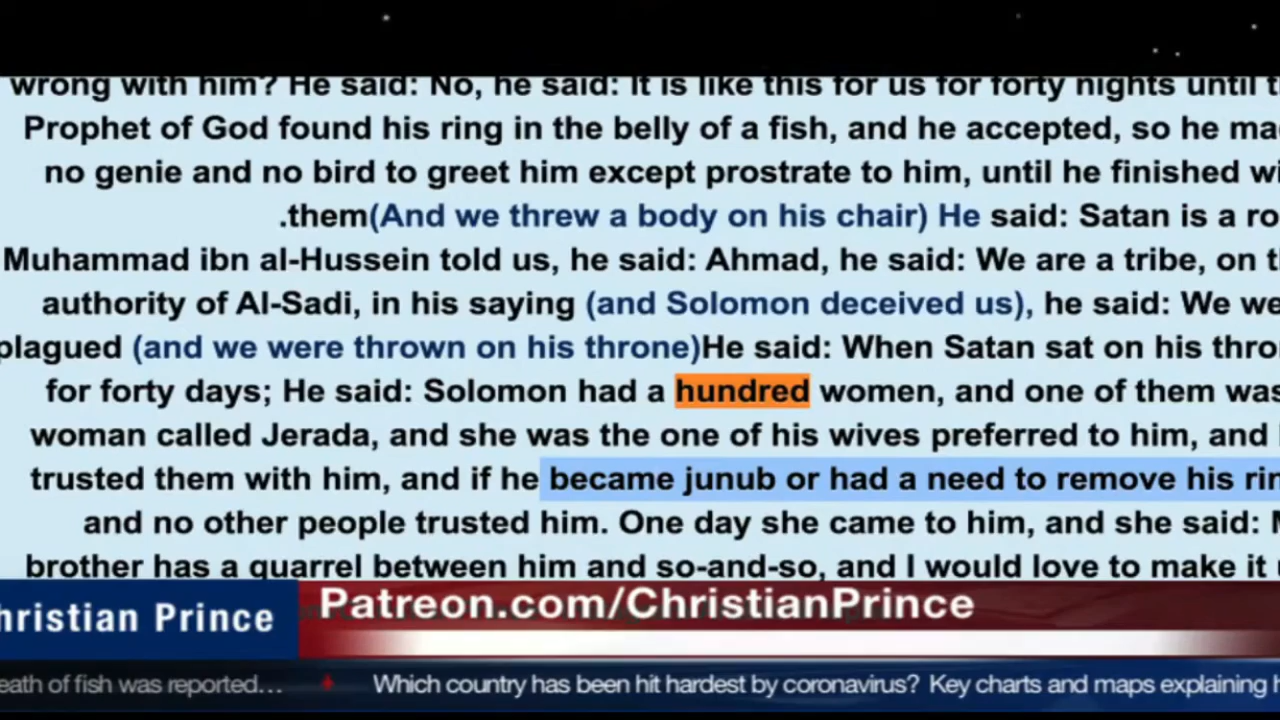 wrong with him? He said: No, he said: It is like this for us for forty nights until
Prophet of God found his ring in the belly of a fish, and he accepted, so he
no genie and no bird to greet him except prostrate to him, until he finished
.them(And we threw a body on his chair) He said: Satan is a
Muhammad ibn al-Hussein told us, he said: Ahmad, he said: We are a tribe, on
authority of Al-Sadi, in his saying (and Solomon deceived us), he said: We
plagued (and we were thrown on his throne)He said: When Satan sat on his
for forty days; He said: Solomon had a hundred women, and one of them
woman called Jerada, and she was the one of his wives preferred to him, and
trusted them with him, and if he became junub or had a need to remove his
and no other people trusted him. One day she came to him, and she said:
brother has a quarrel between him and so-and-so, and I would love to make it
hristian Prince
Patreon.com/ChristianPrince
eath of fish was reported... Which country has been hit hardest by coronavirus? Key charts and maps explaining